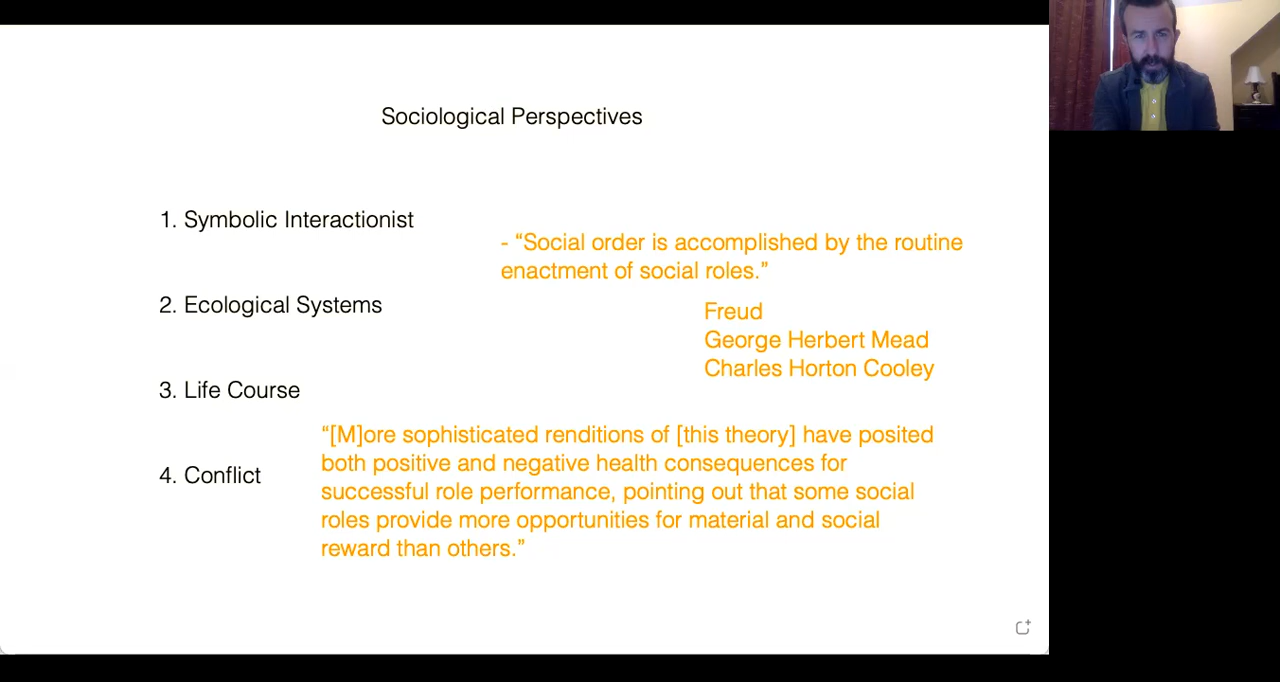 Sociological Perspectives
1. Symbolic Interactionist
- “Social order is accomplished by the routine
enactment of social roles.”
2. Ecological Systems
Freud
George Herbert Mead
Charles Horton Cooley
3. Life Course
“[M]ore sophisticated renditions of [this theory] have posited
both positive and negative health consequences for
successful role performance, pointing out that some social
roles provide more opportunities for material and social
reward than others.”
4. Conflict